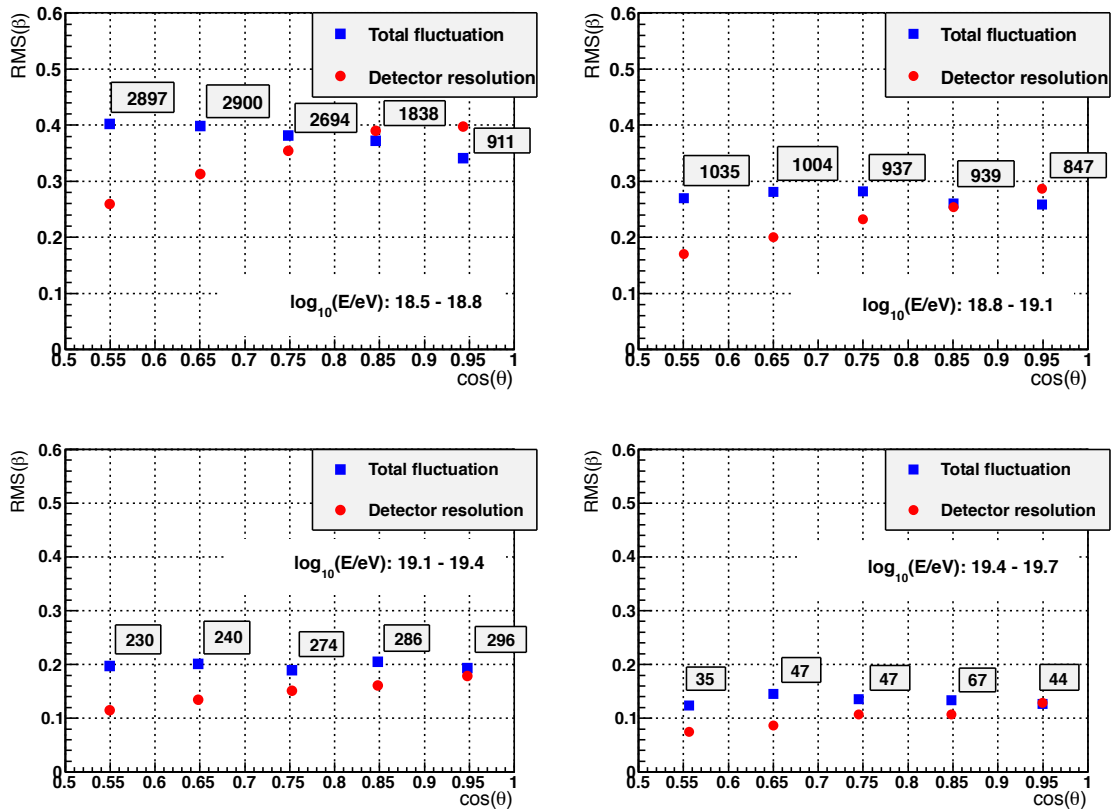 RMS(β)
0.6
0.5
0.4
0.3
0.2
0.1
0
Total fluctuation
Detector resolution
2897
2900
2694
1838
911
log10(E/eV): 18.5 - 18.8
0.5 0.55 0.6 0.65 0.7 0.75 0.8 0.85 0.9 0.95 1
cos(θ)
RMS(β)
0.6
0.5
0.4
0.3
0.2
0.1
0
Total fluctuation
Detector resolution
1035
1004
937
939
847
log10(E/eV): 18.8 - 19.1
0.5 0.55 0.6 0.65 0.7 0.75 0.8 0.85 0.9 0.95 1
cos(θ)
RMS(β)
0.6
0.5
0.4
0.3
0.2
0.1
0
Total fluctuation
Detector resolution
log10(E/eV): 19.1 - 19.4
230
240
274
286
296
0.5 0.55 0.6 0.65 0.7 0.75 0.8 0.85 0.9 0.95 1
cos(θ)
RMS(β)
0.6
0.5
0.4
0.3
0.2
0.1
0
Total fluctuation
Detector resolution
log10(E/eV): 19.4 - 19.7
35
47
47
67
44
0.5 0.55 0.6 0.65 0.7 0.75 0.8 0.85 0.9 0.95 1
cos(θ)